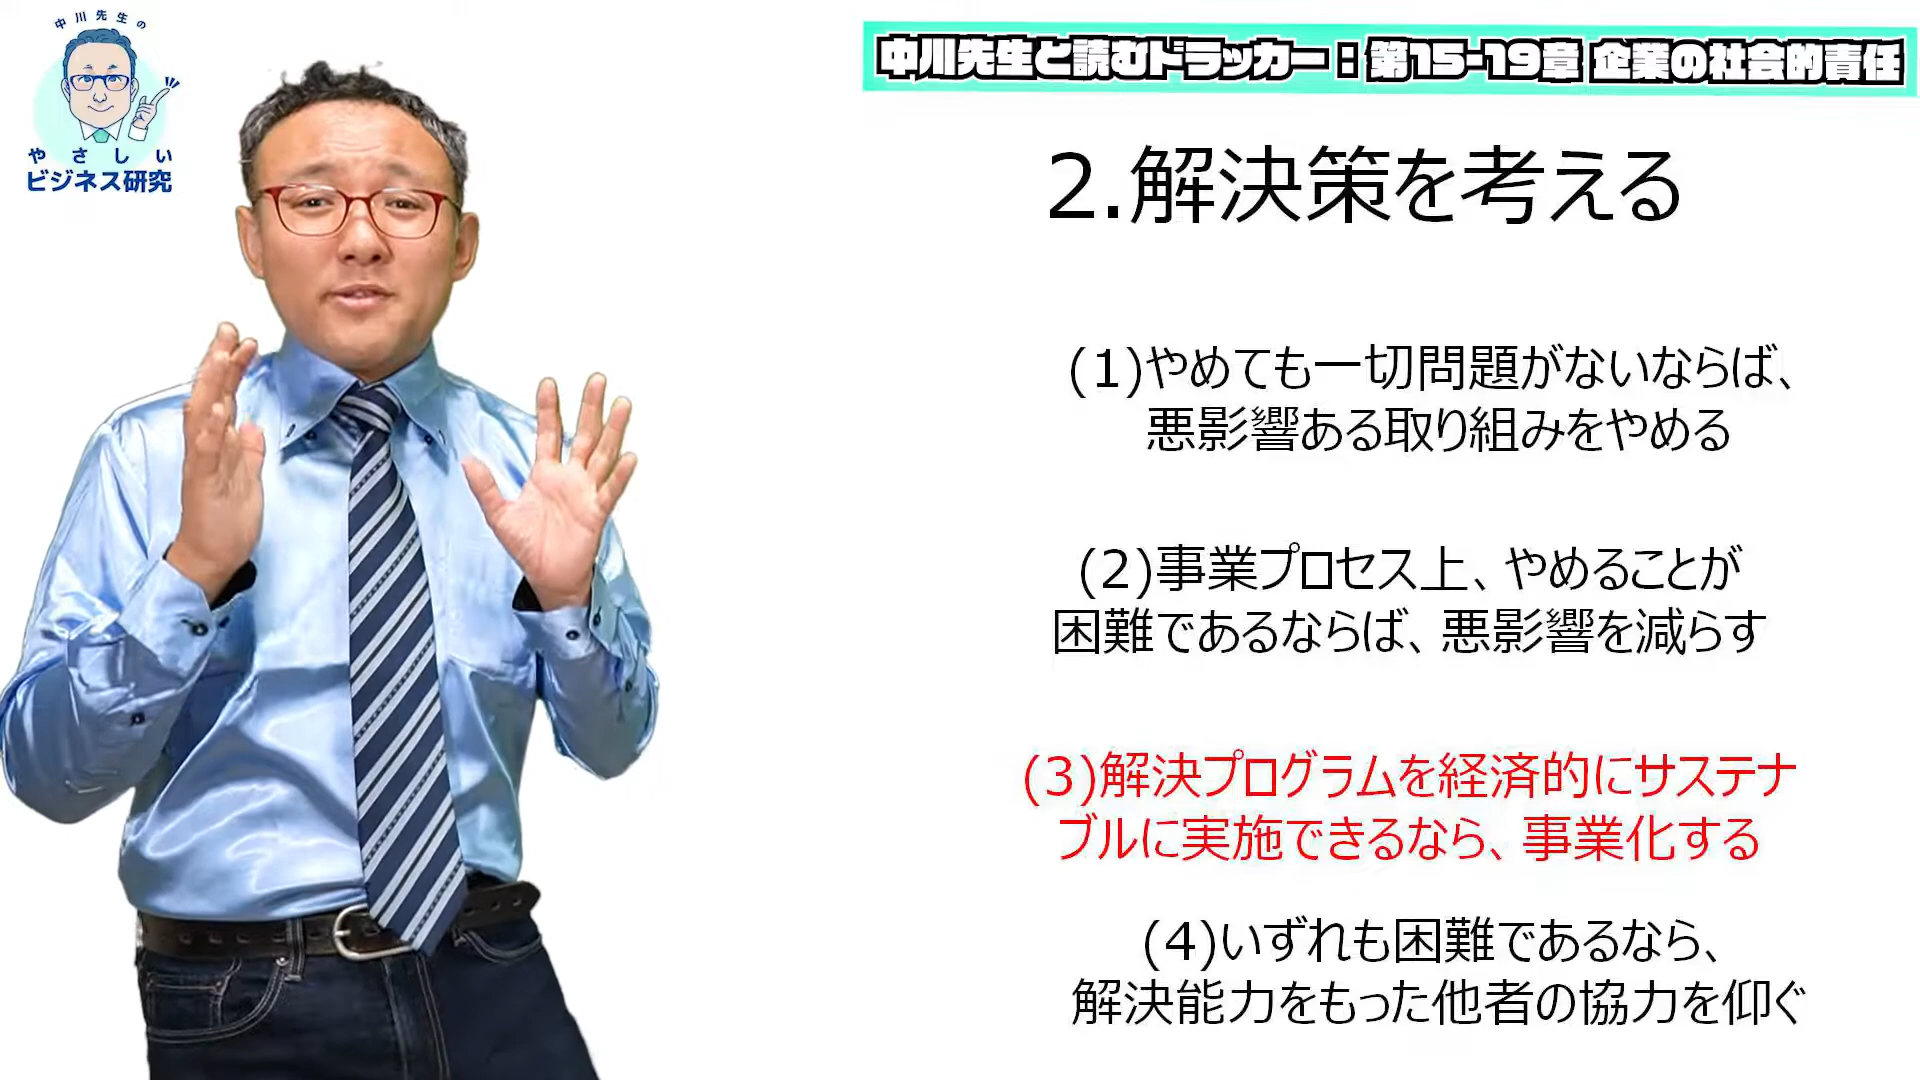 中川先生の
やさしい
ビジネス研究
中川先生と読むドラッカー：第15-19章 企業の社会的責任
2.解決策を考える
(1)やめても一切問題がないならば、
悪影響ある取り組みをやめる
(2)事業プロセス上、やめることが
困難であるならば、悪影響を減らす
(3)解決プログラムを経済的にサステナ
ブルに実施できるなら、事業化する
(4)いずれも困難であるなら、
解決能力をもった他者の協力を仰ぐ